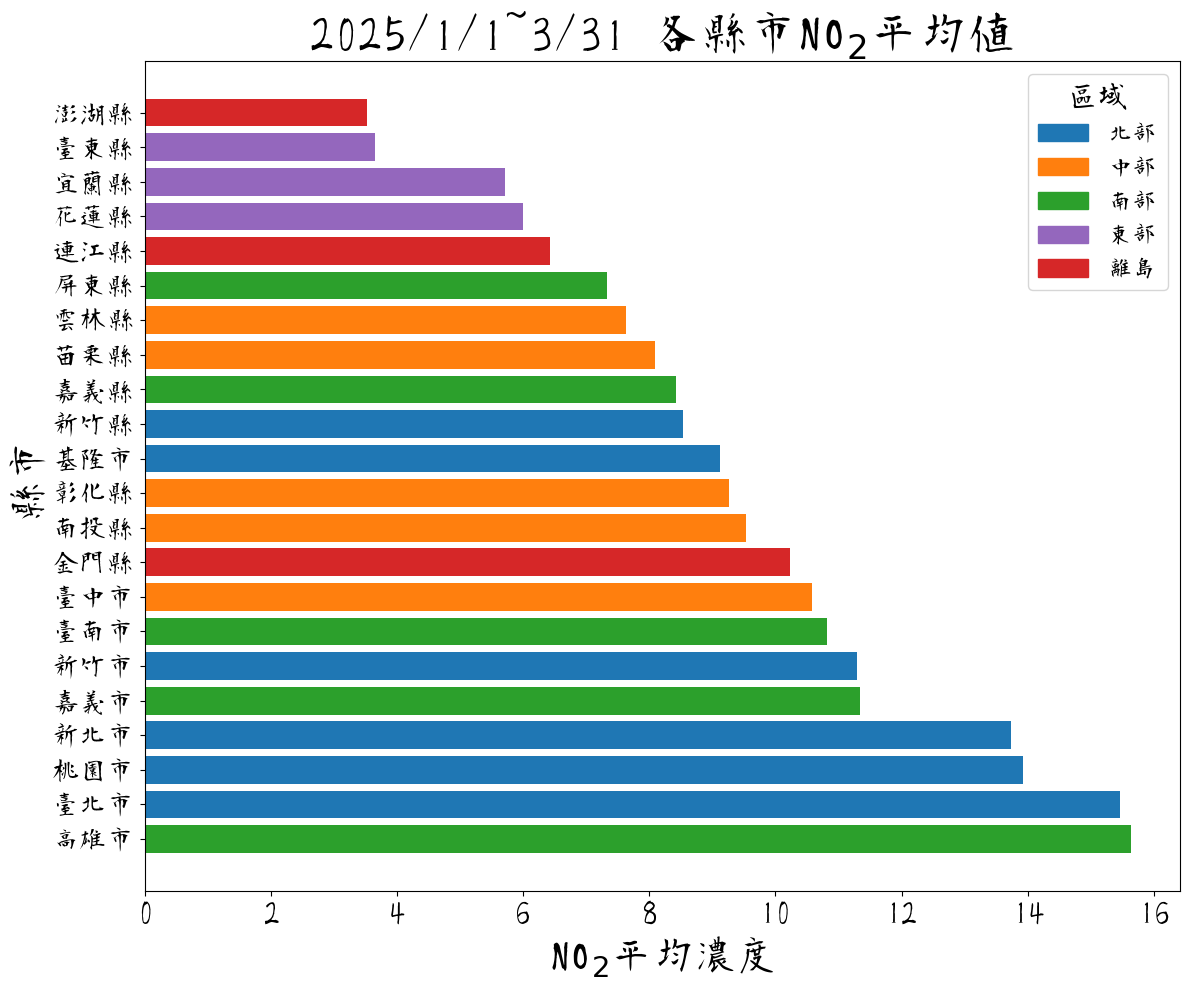 2025/1/1~3/31 各縣市NO₂平均值
區域
北部
中部
南部
東部
離島
縣市
澎湖縣
臺東縣
宜蘭縣
花蓮縣
連江縣
屏東縣
雲林縣
苗栗縣
嘉義縣
新竹縣
基隆市
彰化縣
南投縣
金門縣
臺中市
臺南市
新竹市
嘉義市
新北市
桃園市
臺北市
高雄市
0 2 4 6 8 10 12 14 16
NO₂平均濃度